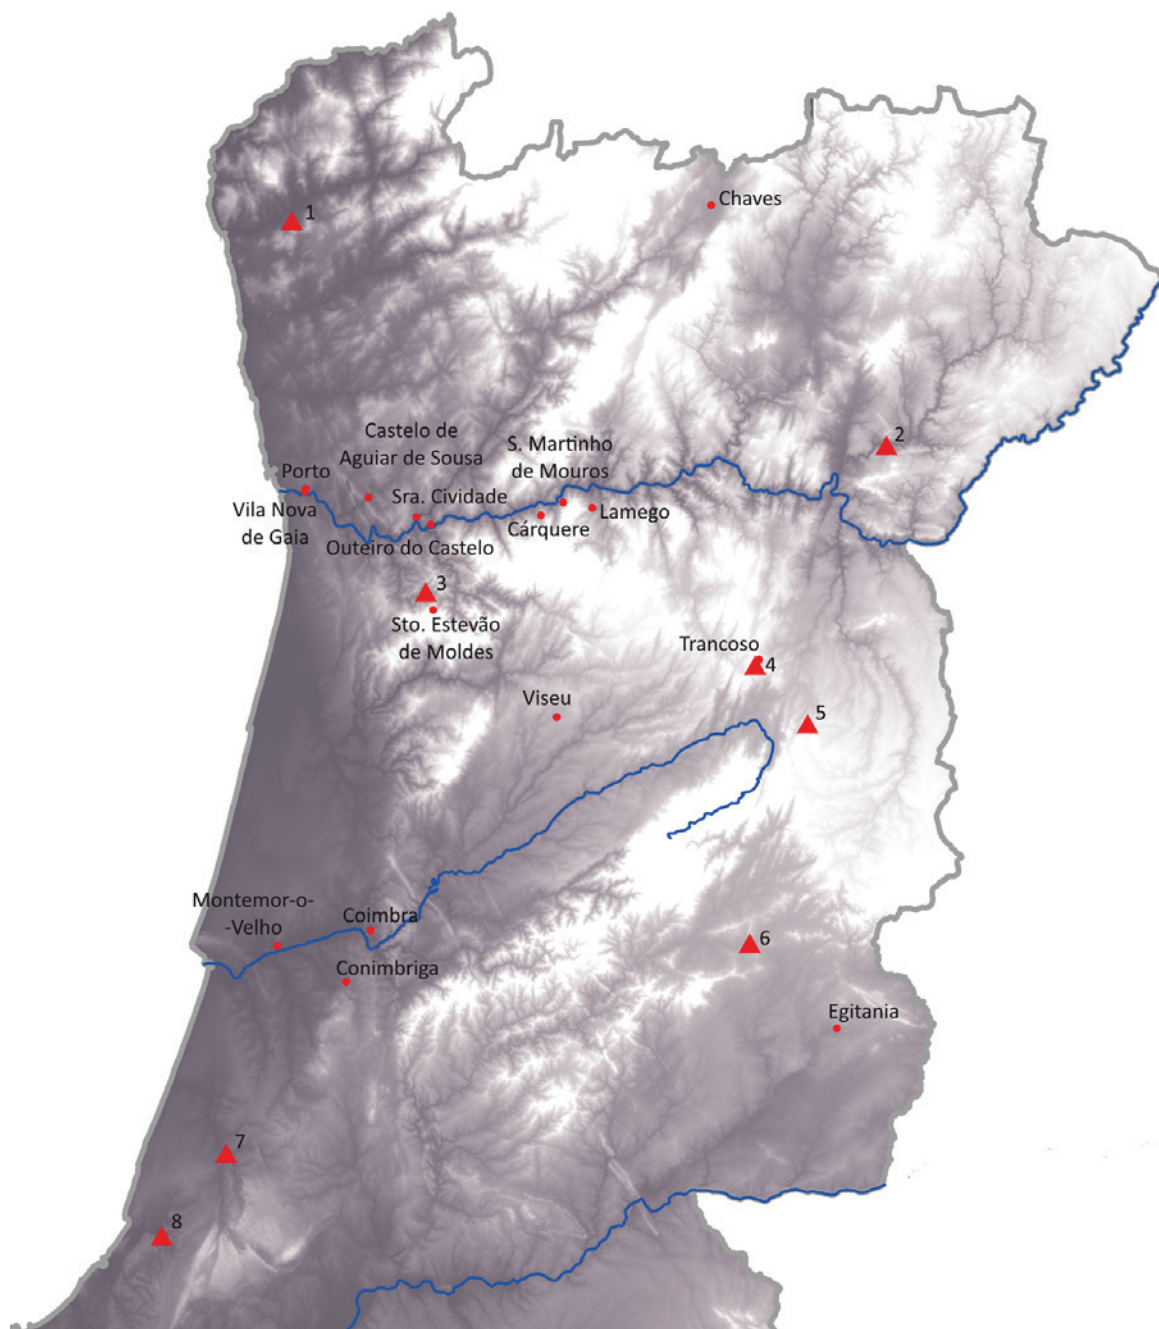 Chaves
1
2
Castelo de
Aguiar de Sousa
S. Martinho
de Mouros
Porto
Sra. Cividade
Vila Nova
de Gaia
Lamego
Cárquere
Outeiro do Castelo
3
Sto. Estevão
de Moldes
Trancoso
4
Viseu
5
Montemor-o-
-Velho
Coimbra
6
Conimbriga
Egitania
7
8